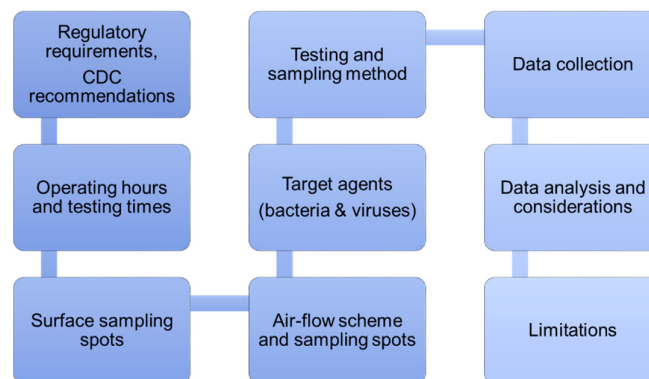 Regulatory
requirements,
CDC
recommendations
Operating hours
and testing times
Surface sampling
spots
Air-flow scheme
and sampling spots
Target agents
(bacteria & viruses)
Testing and
sampling method
Data collection
Data analysis and
considerations
Limitations